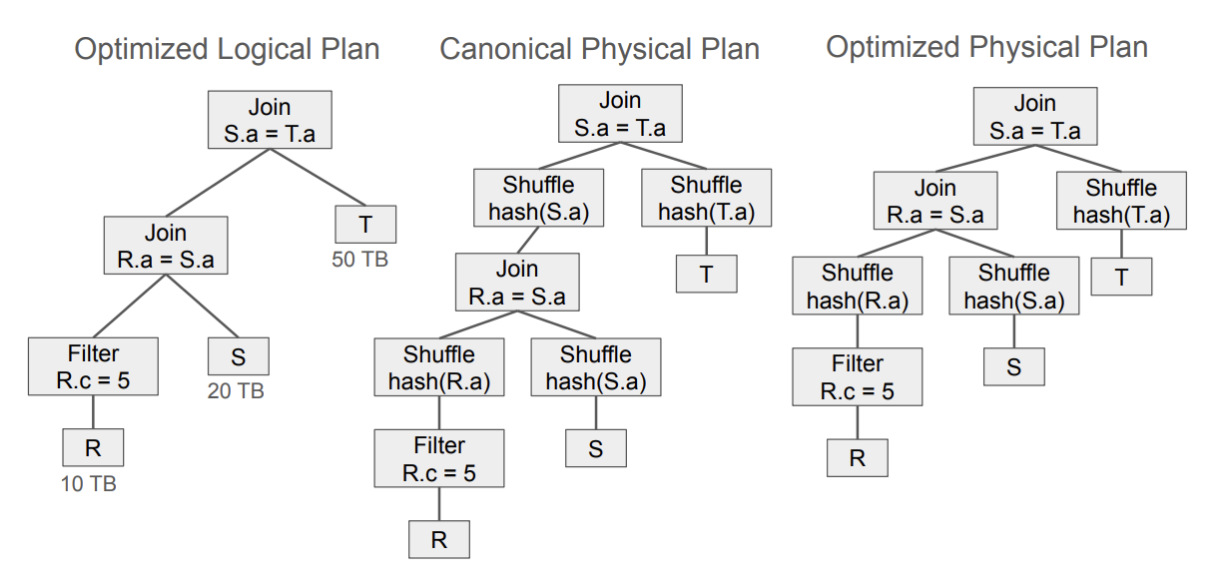 Optimized Logical Plan
Join
S.a = T.a
Join
R.a = S.a
T
50 TB
Filter
R.c = 5
S
20 TB
R
10 TB
Canonical Physical Plan
Join
S.a = T.a
Shuffle
hash(S.a)
Shuffle
hash(T.a)
Join
R.a = S.a
T
Shuffle
hash(R.a)
Shuffle
hash(S.a)
Filter
R.c = 5
S
R
Optimized Physical Plan
Join
S.a = T.a
Join
R.a = S.a
Shuffle
hash(T.a)
Shuffle
hash(R.a)
Shuffle
hash(S.a)
T
Filter
R.c = 5
S
R